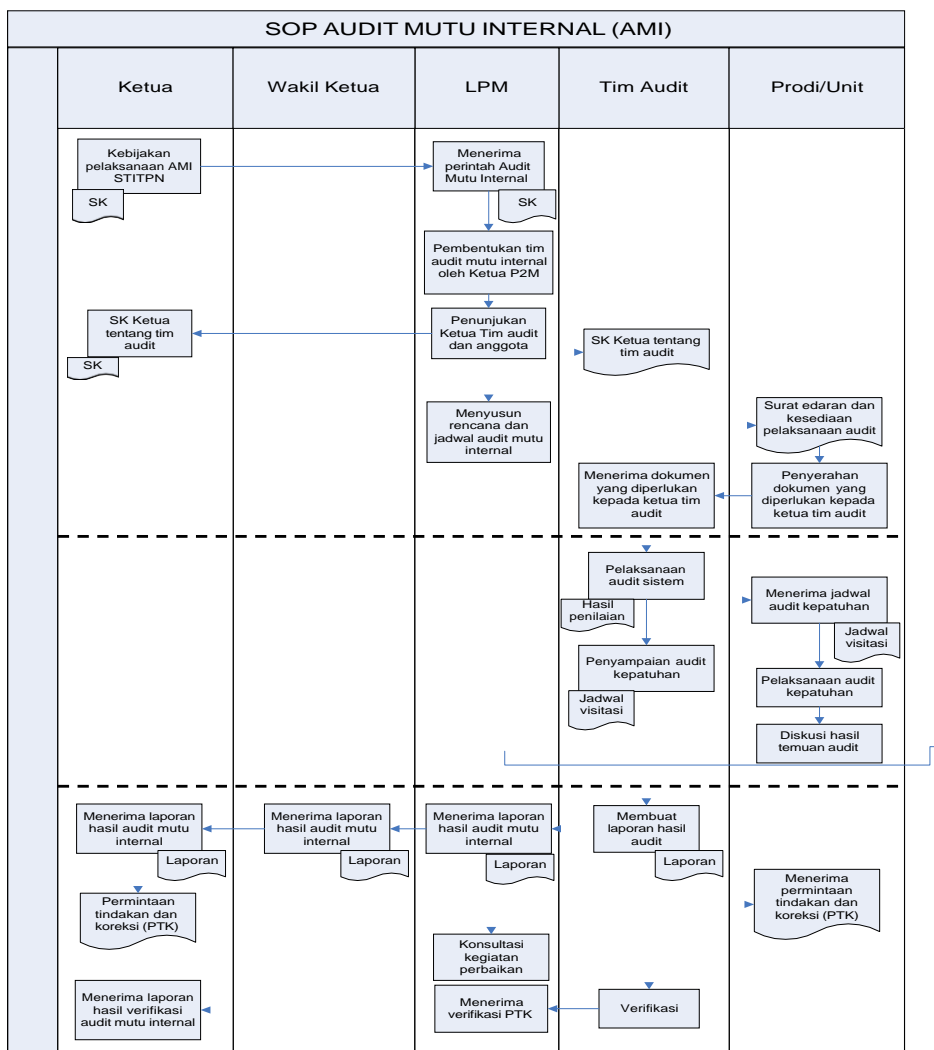 SOP AUDIT MUTU INTERNAL (AMI)
Ketua
Wakil Ketua
LPM
Tim Audit
Prodi/Unit
Kebijakan
pelaksanaan AMI
STITPN
SK
Menerima
perintah Audit
Mutu Internal
SK
Pembentukan tim
audit mutu internal
oleh Ketua P2M
SK Ketua
tentang tim
audit
SK
Penunjukan
Ketua Tim audit
dan anggota
SK Ketua tentang
tim audit
Menyusun
rencana dan
jadwal audit mutu
internal
Surat edaran dan
kesediaan
pelaksanaan audit
Menerima dokumen
yang diperlukan
kepada ketua tim
audit
Penyerahan
dokumen yang
diperlukan kepada
ketua tim audit
Pelaksanaan
audit sistem
Hasil
penilaian
Menerima jadwal
audit kepatuhan
Jadwal
visitasi
Penyampaian audit
kepatuhan
Jadwal
visitasi
Pelaksanaan audit
kepatuhan
Diskusi hasil
temuan audit
Menerima laporan
hasil audit mutu
internal
Laporan
Menerima laporan
hasil audit mutu
internal
Laporan
Menerima laporan
hasil audit mutu
internal
Laporan
Membuat
laporan hasil
audit
Laporan
Permintaan
tindakan dan
koreksi (PTK)
Menerima
permintaan
tindakan dan
koreksi (PTK)
Konsultasi
kegiatan
perbaikan
Menerima laporan
hasil verifikasi
audit mutu internal
Menerima
verifikasi PTK
Verifikasi